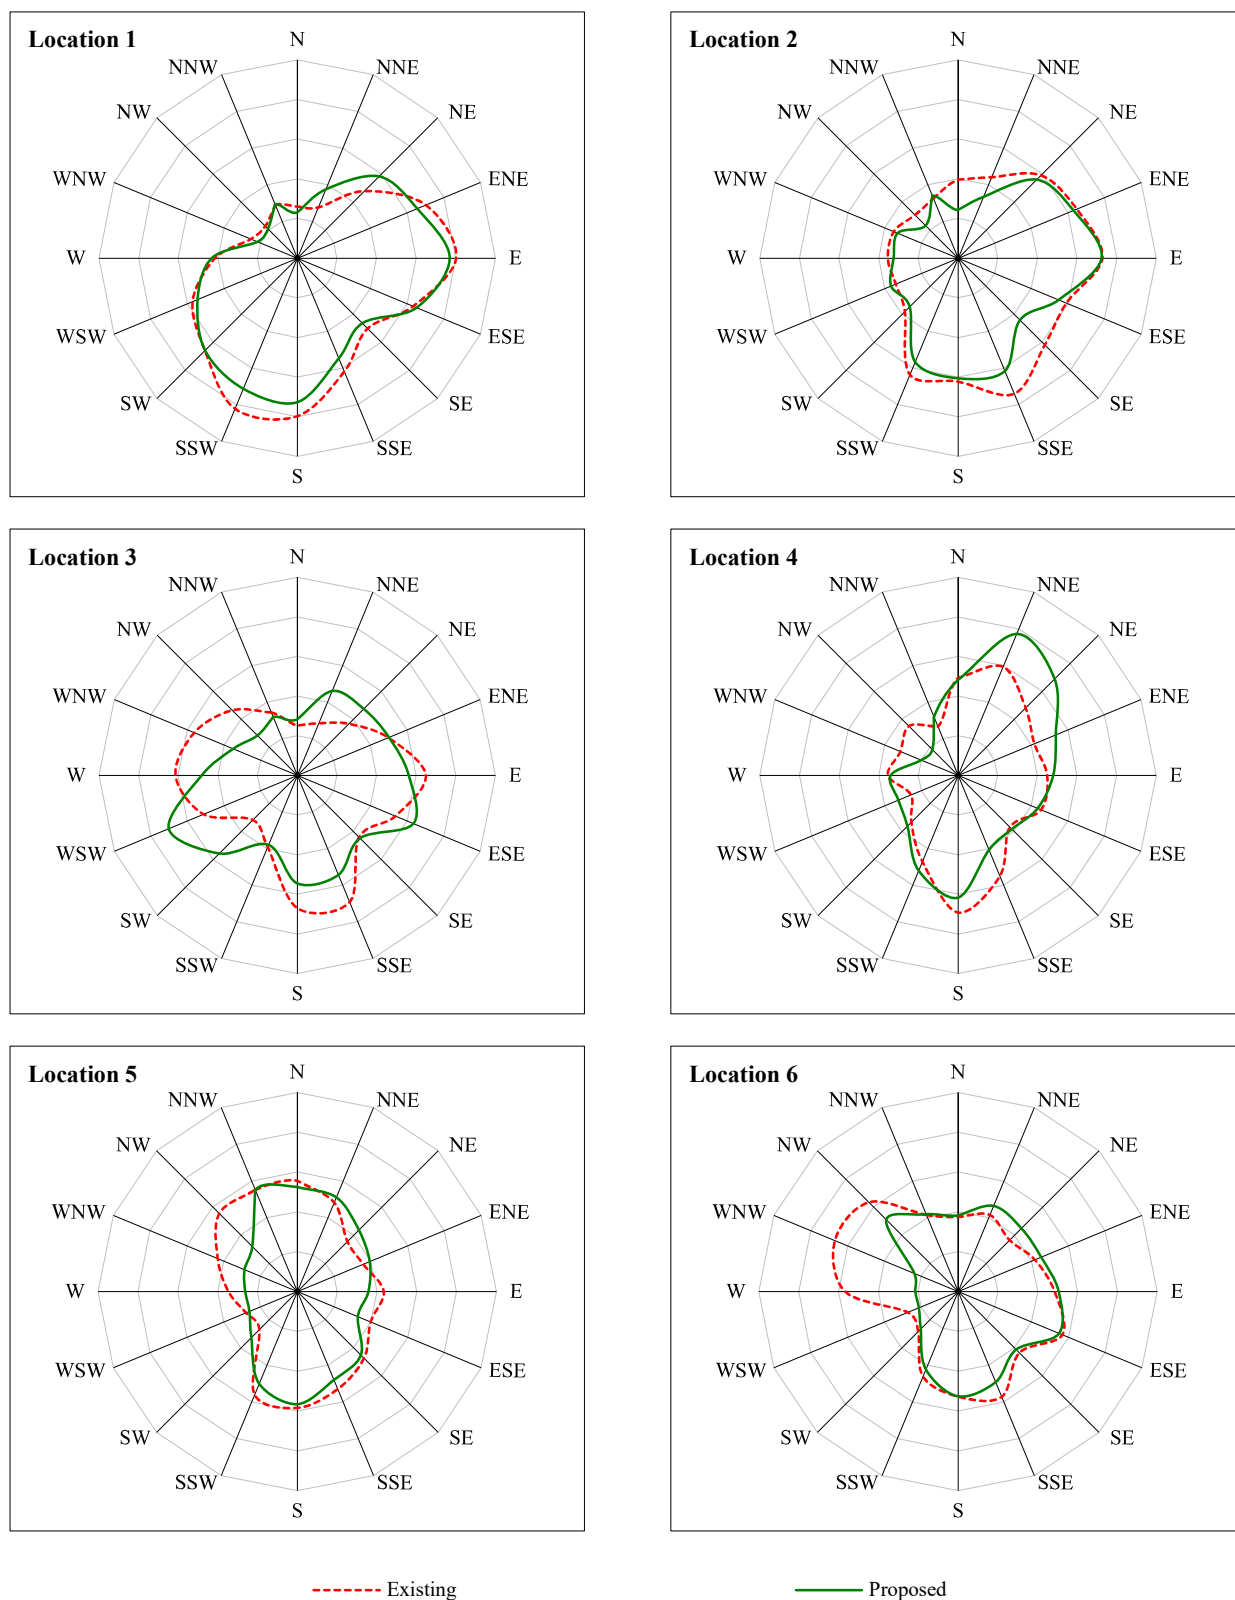 Location 1
N
NNW
NNE
NW
NE
WNW
ENE
W
E
WSW
ESE
SW
SE
SSW
SSE
S
Location 2
N
NNW
NNE
NW
NE
WNW
ENE
W
E
WSW
ESE
SW
SE
SSW
SSE
S
Location 3
N
NNW
NNE
NW
NE
WNW
ENE
W
E
WSW
ESE
SW
SE
SSW
SSE
S
Location 4
N
NNW
NNE
NW
NE
WNW
ENE
W
E
WSW
ESE
SW
SE
SSW
SSE
S
Location 5
N
NNW
NNE
NW
NE
WNW
ENE
W
E
WSW
ESE
SW
SE
SSW
SSE
S
Location 6
N
NNW
NNE
NW
NE
WNW
ENE
W
E
WSW
ESE
SW
SE
SSW
SSE
S
Existing
Proposed